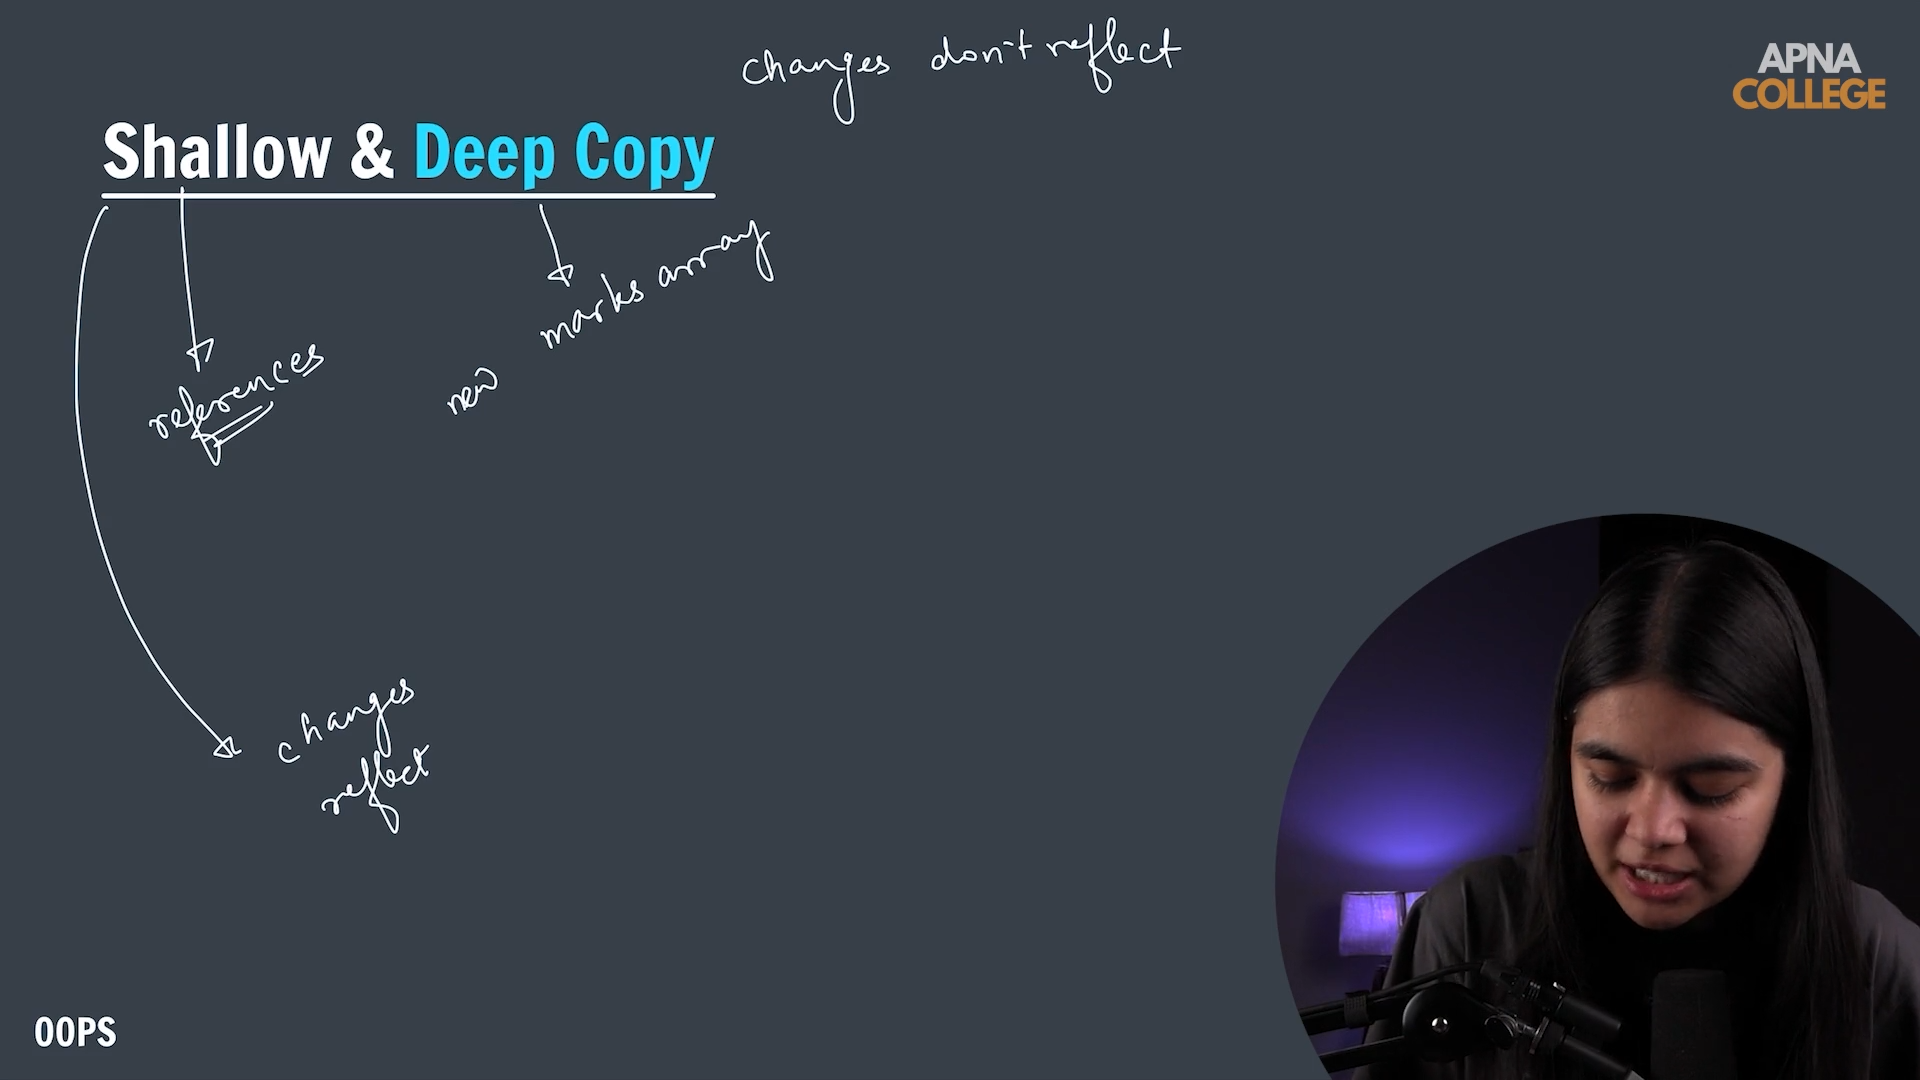 changes don't reflect
APNA
COLLEGE
Shallow & Deep Copy
marks array
references
new
changes
reflect
OOPS